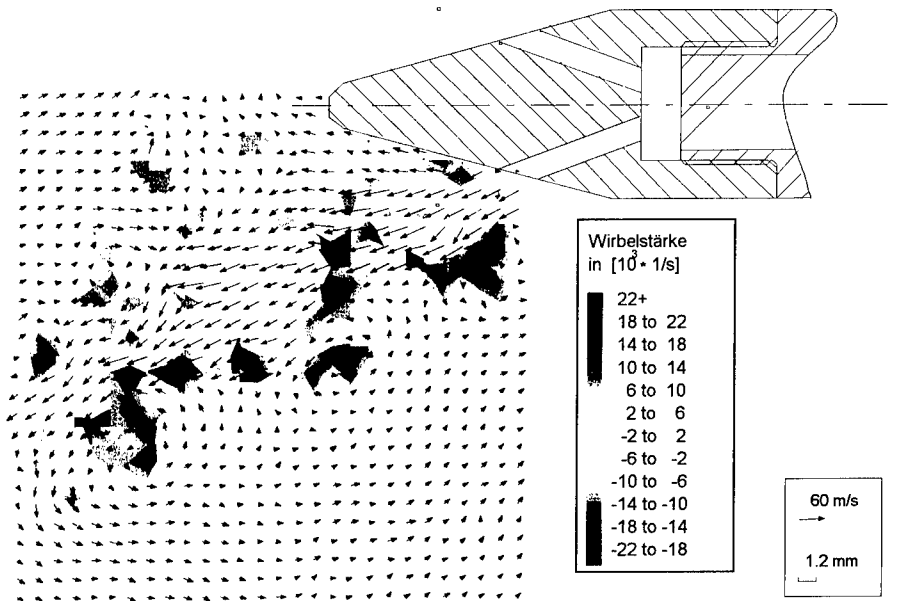 Wirbelstärke
in [10³ * 1/s]
22+
18 to 22
14 to 18
10 to 14
6 to 10
2 to 6
-2 to 2
-6 to -2
-10 to -6
-14 to -10
-18 to -14
-22 to -18
60 m/s
1.2 mm